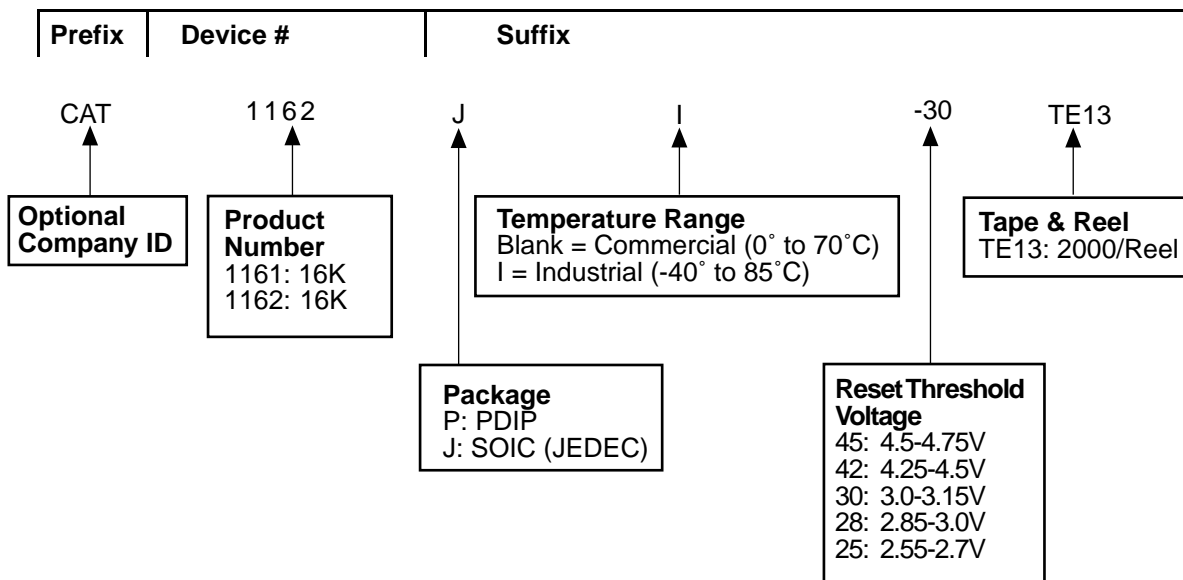 Prefix Device # Suffix
CAT 1162 J I -30 TE13
Optional
Company ID
Product
Number
1161: 16K
1162: 16K
Temperature Range
Blank = Commercial (0˚ to 70˚C)
I = Industrial (-40˚ to 85˚C)
Tape & Reel
TE13: 2000/Reel
Package
P: PDIP
J: SOIC (JEDEC)
Reset Threshold
Voltage
45: 4.5-4.75V
42: 4.25-4.5V
30: 3.0-3.15V
28: 2.85-3.0V
25: 2.55-2.7V